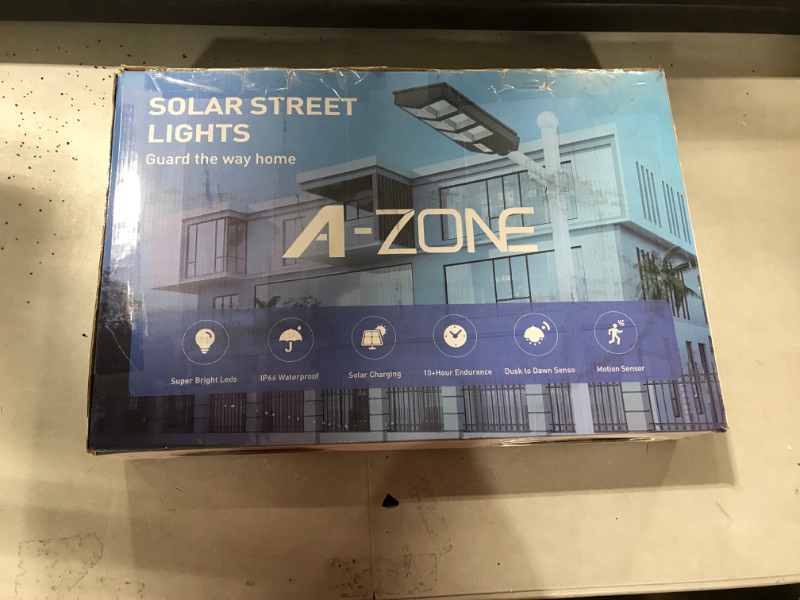 SOLAR STREET
LIGHTS
Guard the way home
A-ZONE
Super Bright Leds
IP66 Waterproof
Solar Charging
10+Hour Endurance
Dusk to Dawn Senso
Motion Sensor